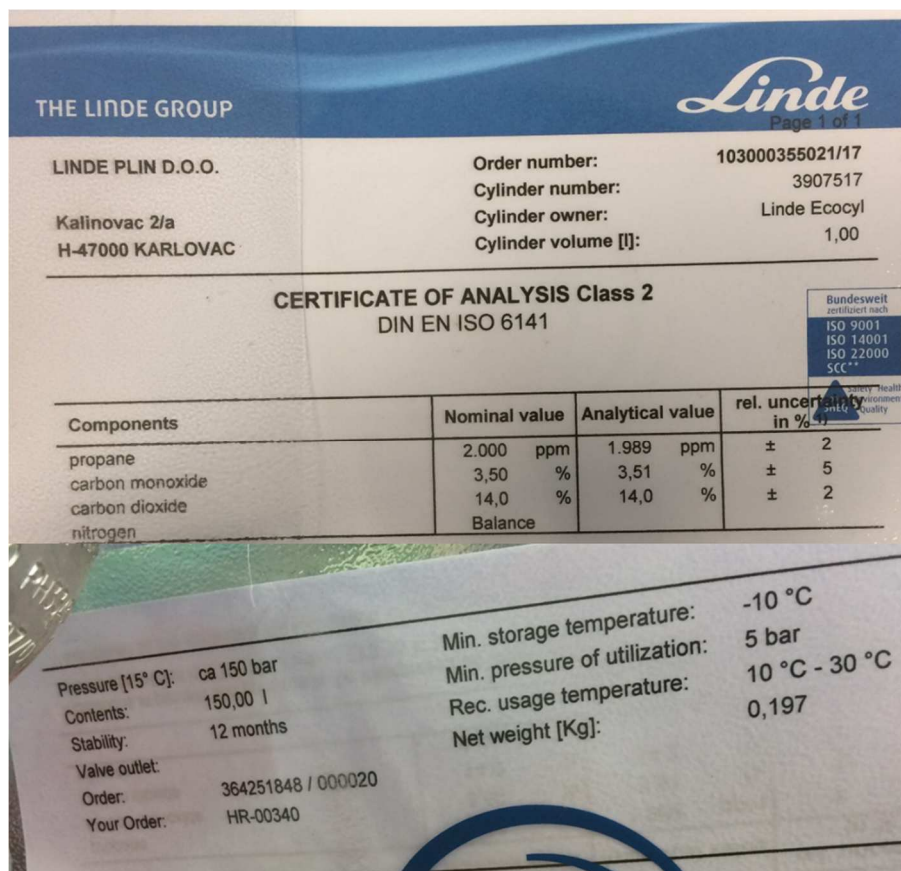 THE LINDE GROUP
Linde
Page 1 of 1
LINDE PLIN D.O.O.
Kalinovac 2/a
H-47000 KARLOVAC
Order number: 103000355021/17
Cylinder number: 3907517
Cylinder owner: Linde Ecocyl
Cylinder volume [l]: 1,00
CERTIFICATE OF ANALYSIS Class 2
DIN EN ISO 6141
Bundesweit
zertifiziert nach
ISO 9001
ISO 14001
ISO 22000
SCC**
Safety Health
Environment
SHEQ Quality
Components Nominal value Analytical value rel. uncertainty
in % 1)
propane 2.000 ppm 1.989 ppm ± 2
carbon monoxide 3,50 % 3,51 % ± 5
carbon dioxide 14,0 % 14,0 % ± 2
nitrogen Balance
Pressure [15° C]: ca 150 bar
Contents: 150,00 l
Stability: 12 months
Valve outlet:
Order: 364251848 / 000020
Your Order: HR-00340
Min. storage temperature: -10 °C
Min. pressure of utilization: 5 bar
Rec. usage temperature: 10 °C - 30 °C
Net weight [Kg]: 0,197